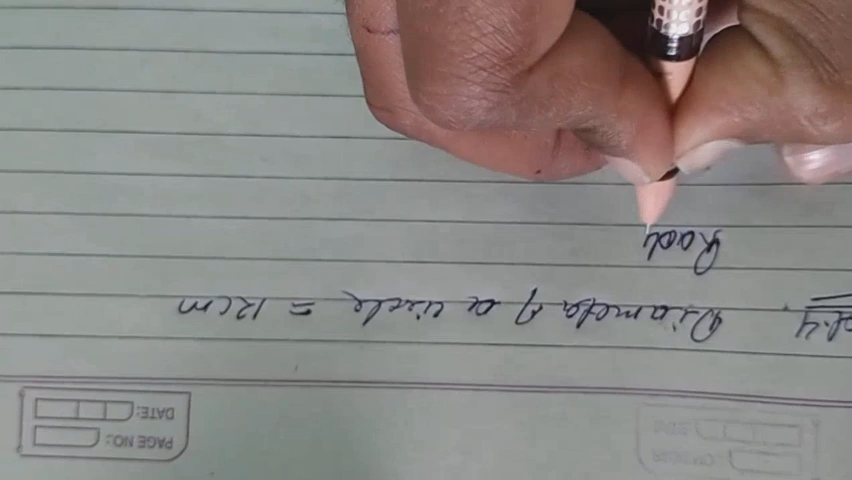 PAGE NO.:
DATE:
Diameter of a circle = 12cm
Rad